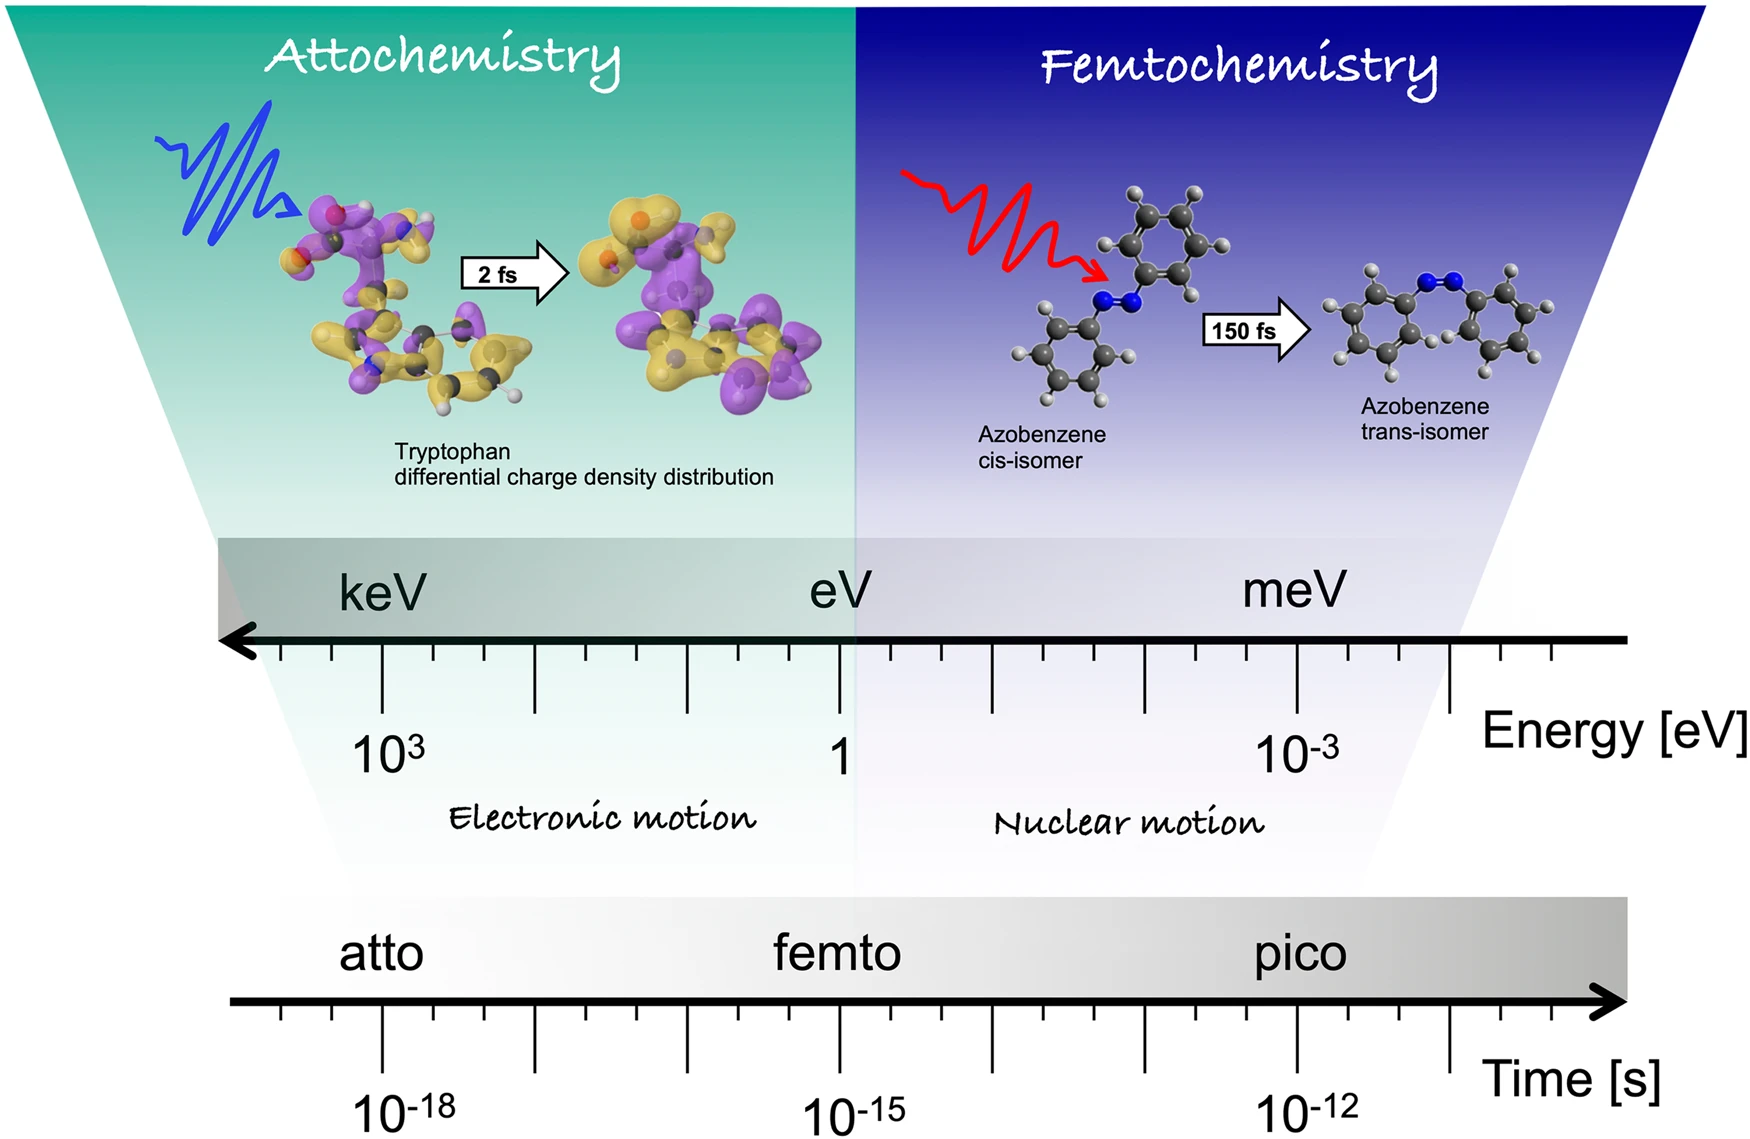 Attochemistry
Femtochemistry
2 fs
150 fs
Tryptophan
differential charge density distribution
Azobenzene
cis-isomer
Azobenzene
trans-isomer
keV eV meV
10³ 1 10⁻³
Energy [eV]
Electronic motion
Nuclear motion
atto femto pico
10⁻¹⁸ 10⁻¹⁵ 10⁻¹²
Time [s]